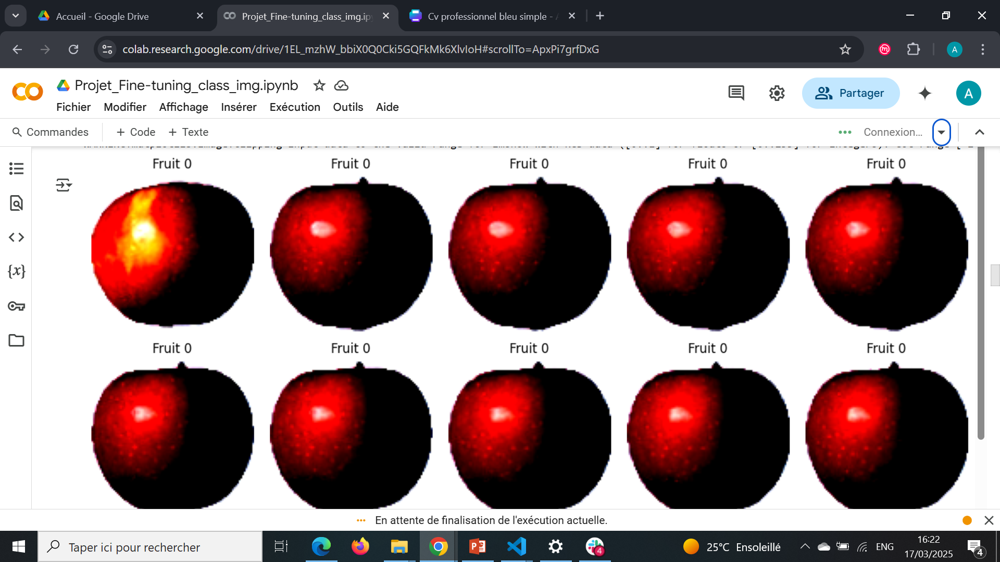 Accueil - Google Drive
Projet_Fine-tuning_class_img.ip
Cv professionnel bleu simple -
colab.research.google.com/drive/1EL_mzhW_bbiX0Q0Cki5GQFkMk6XlvIoH#scrollTo=ApxPi7grfDxG
A
Projet_Fine-tuning_class_img.ipynb
Partager
A
Fichier Modifier Affichage Insérer Exécution Outils Aide
Commandes + Code + Texte
Connexion...
Fruit 0 Fruit 0 Fruit 0 Fruit 0 Fruit 0
{x}
Fruit 0 Fruit 0 Fruit 0 Fruit 0 Fruit 0
En attente de finalisation de l'exécution actuelle.
Taper ici pour rechercher
4
25°C Ensoleillé
ENG
16:22
17/03/2025
4